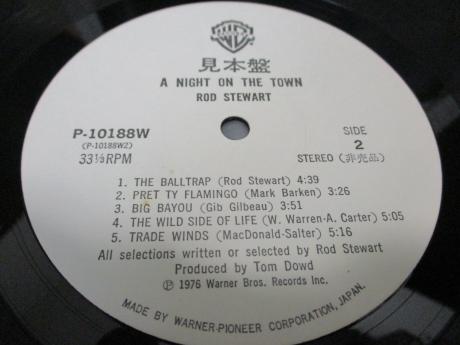 見本盤
A NIGHT ON THE TOWN
ROD STEWART
P-10188W
(P-10188W2)
33⅓RPM
SIDE
2
STEREO (非売品)
1. THE BALLTRAP (Rod Stewart) 4:39
2. PRET TY FLAMINGO (Mark Barken) 3:26
3. BIG BAYOU (Gib Gilbeau) 3:51
4. THE WILD SIDE OF LIFE (W. Warren-A. Carter) 5:05
5. TRADE WINDS (MacDonald-Salter) 5:16
All selections written or selected by Rod Stewart
Produced by Tom Dowd
Ⓟ 1976 Warner Bros. Records Inc.
MADE BY WARNER-PIONEER CORPORATION, JAPAN.